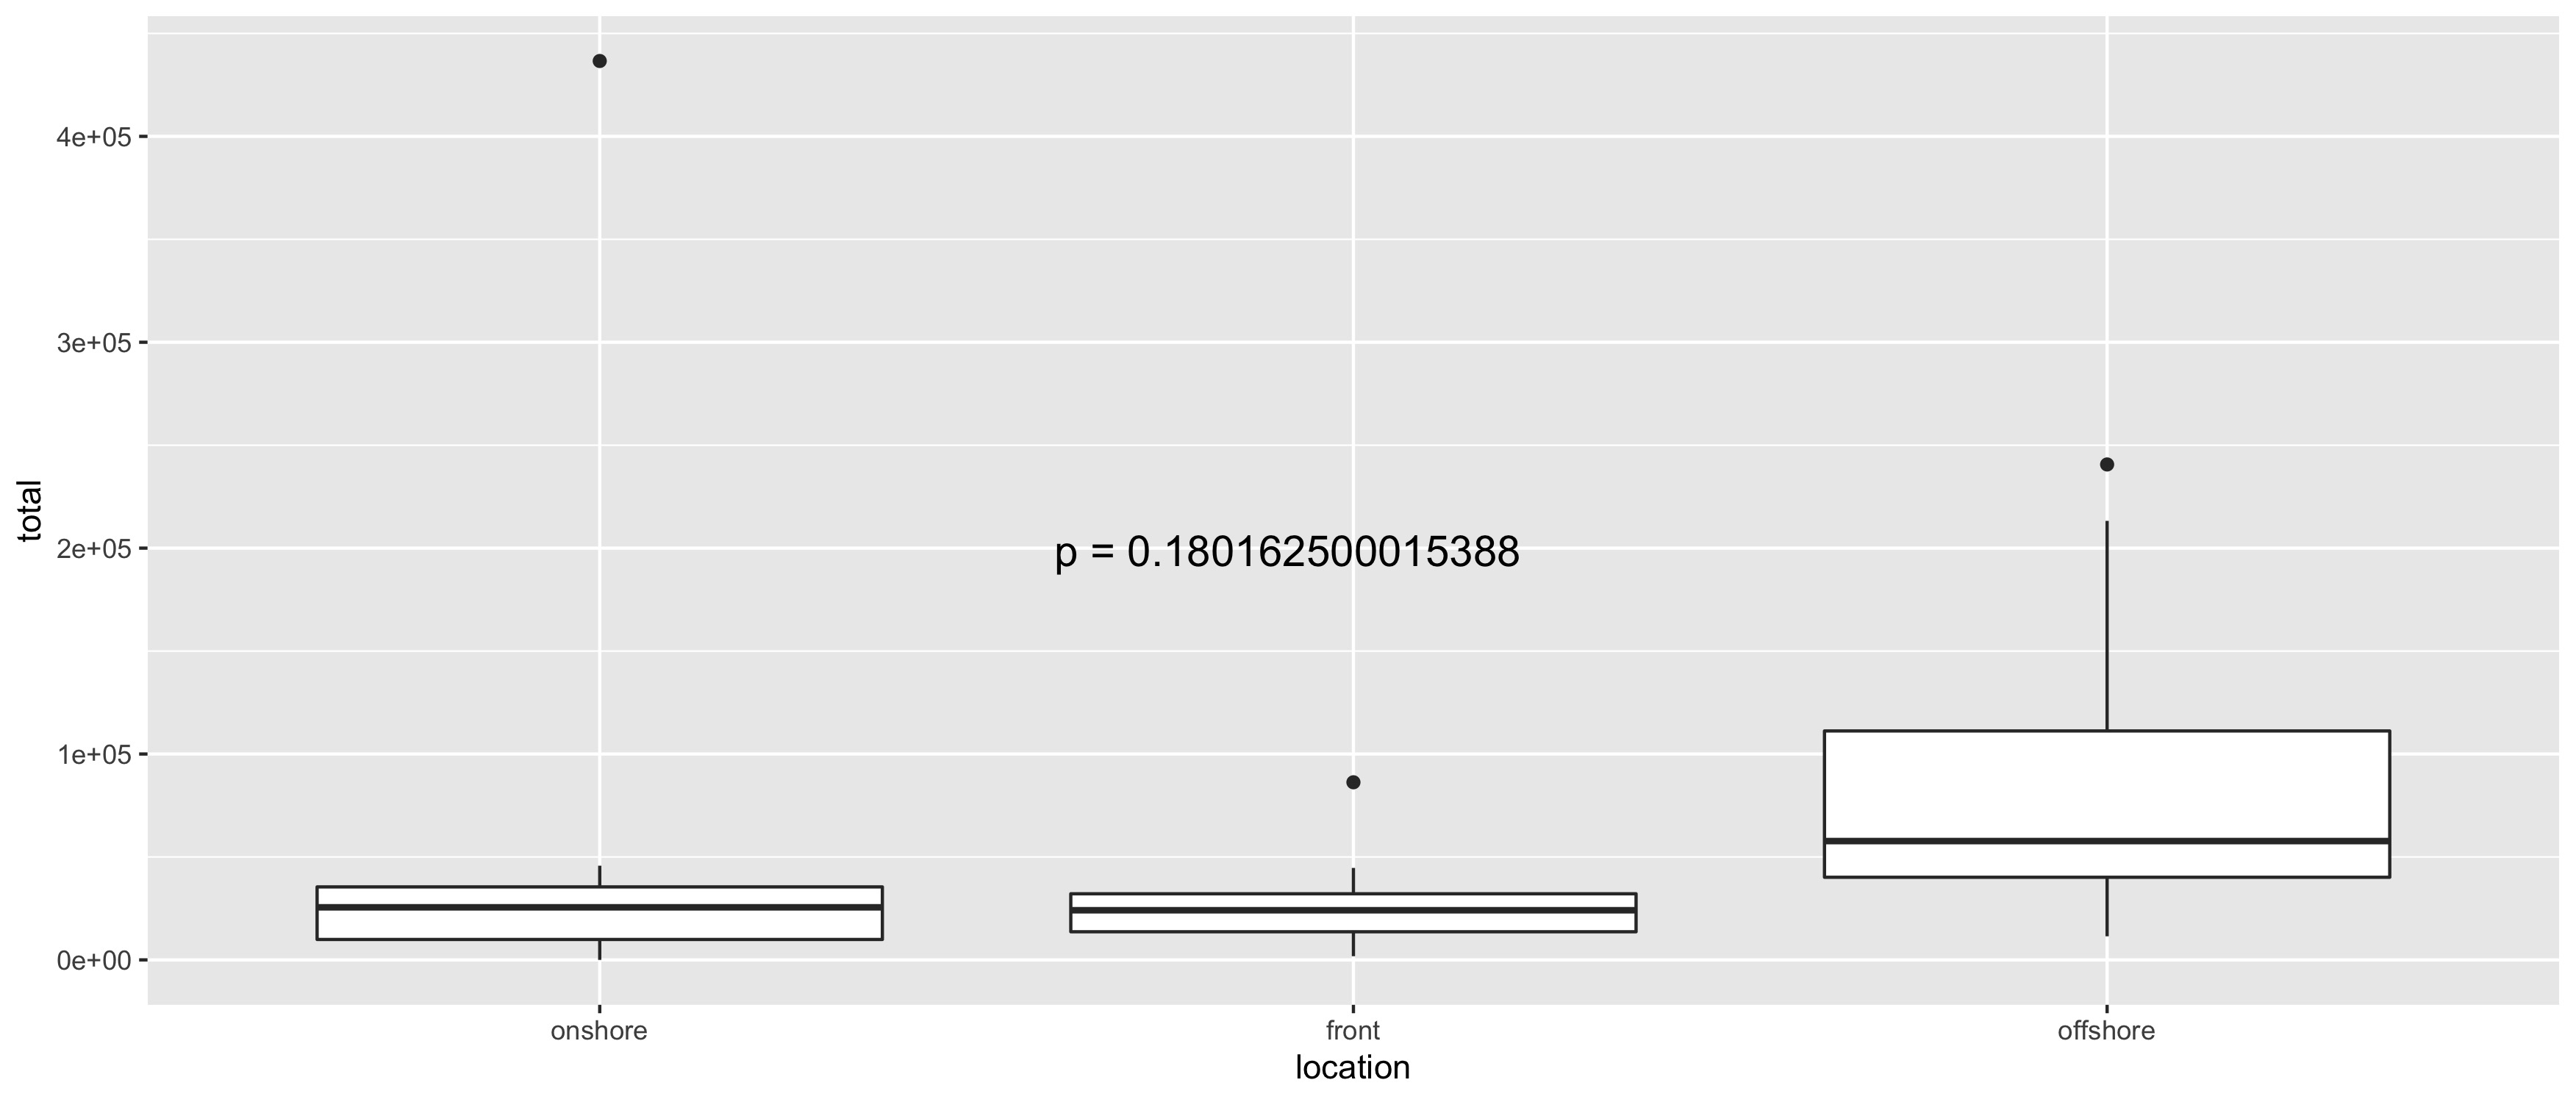 total
4e+05
3e+05
2e+05
1e+05
0e+00
p = 0.180162500015388
onshore
front
offshore
location